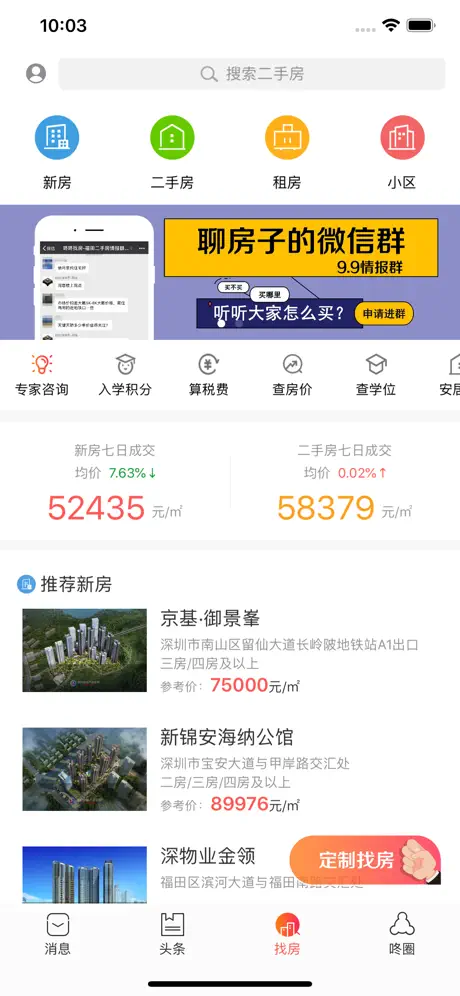 10:03
搜索二手房
新房
二手房
租房
小区
聊房子的微信群
9.9情报群
买不买
买哪里
听听大家怎么买？
申请进群
专家咨询
入学积分
算税费
查房价
查学位
安居
新房七日成交
均价 7.63%↓
52435 元/㎡
二手房七日成交
均价 0.02%↑
58379 元/㎡
推荐新房
京基·御景峯
深圳市南山区留仙大道长岭陂地铁站A1出口
三房/四房及以上
参考价: 75000元/㎡
新锦安海纳公馆
深圳市宝安大道与甲岸路交汇处
二房/三房/四房及以上
参考价: 89976元/㎡
深物业金领
福田区滨河大道与福田南路交汇处
定制找房
消息
头条
找房
咚圈